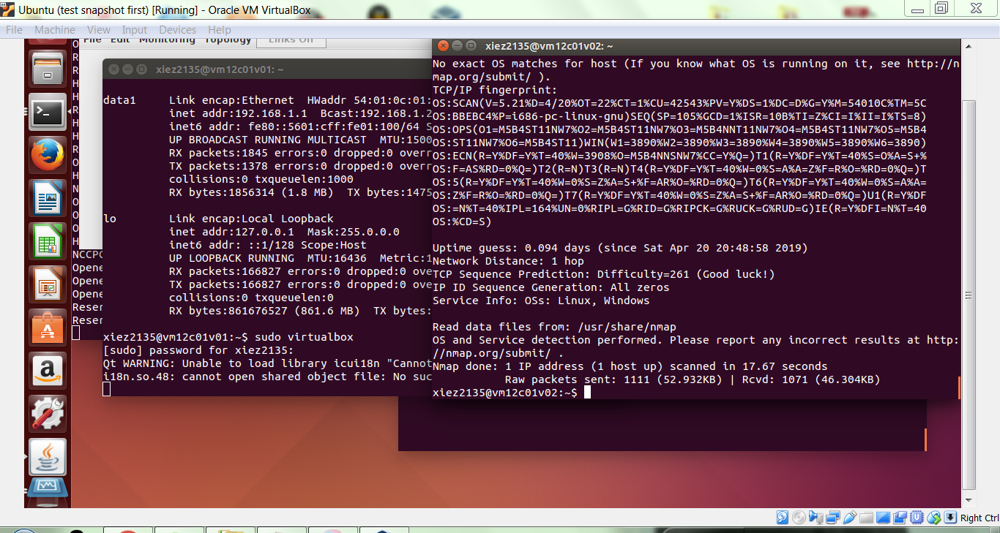 Ubuntu (test snapshot first) [Running] - Oracle VM VirtualBox
File Machine View Input Devices Help
File Edit Monitoring Topology Links Off
xiez2135@vm12c01v01: ~
data1 Link encap:Ethernet HWaddr 54:01:0c:01:
inet addr:192.168.1.1 Bcast:192.168.1.2
inet6 addr: fe80::5601:cff:fe01:100/64 S
UP BROADCAST RUNNING MULTICAST MTU:1500
RX packets:1845 errors:0 dropped:0 overr
TX packets:1378 errors:0 dropped:0 overr
collisions:0 txqueuelen:1000
RX bytes:1856314 (1.8 MB) TX bytes:1475
lo Link encap:Local Loopback
inet addr:127.0.0.1 Mask:255.0.0.0
inet6 addr: ::1/128 Scope:Host
UP LOOPBACK RUNNING MTU:16436 Metric:1
RX packets:166827 errors:0 dropped:0 ove
TX packets:166827 errors:0 dropped:0 ove
collisions:0 txqueuelen:0
RX bytes:861676527 (861.6 MB) TX bytes:
xiez2135@vm12c01v01:~$ sudo virtualbox
[sudo] password for xiez2135:
Qt WARNING: Unable to load library icui18n "Cannot
i18n.so.48: cannot open shared object file: No suc
NCCPC
Opene
Opene
Opene
Reser
Reser
xiez2135@vm12c01v02: ~
No exact OS matches for host (If you know what OS is running on it, see http://n
map.org/submit/ ).
TCP/IP fingerprint:
OS:SCAN(V=5.21%D=4/20%OT=22%CT=1%CU=42543%PV=Y%DS=1%DC=D%G=Y%M=54010C%TM=5C
OS:BBEBC4%P=i686-pc-linux-gnu)SEQ(SP=105%GCD=1%ISR=10B%TI=Z%CI=I%II=I%TS=8)
OS:OPS(O1=M5B4ST11NW7%O2=M5B4ST11NW7%O3=M5B4NNT11NW7%O4=M5B4ST11NW7%O5=M5B4
OS:ST11NW7%O6=M5B4ST11)WIN(W1=3890%W2=3890%W3=3890%W4=3890%W5=3890%W6=3890)
OS:ECN(R=Y%DF=Y%T=40%W=3908%O=M5B4NNSNW7%CC=Y%Q=)T1(R=Y%DF=Y%T=40%S=O%A=S+%
OS:F=AS%RD=0%Q=)T2(R=N)T3(R=N)T4(R=Y%DF=Y%T=40%W=0%S=A%A=Z%F=R%O=%RD=0%Q=)T
OS:5(R=Y%DF=Y%T=40%W=0%S=Z%A=S+%F=AR%O=%RD=0%Q=)T6(R=Y%DF=Y%T=40%W=0%S=A%A=
OS:Z%F=R%O=%RD=0%Q=)T7(R=Y%DF=Y%T=40%W=0%S=Z%A=S+%F=AR%O=%RD=0%Q=)U1(R=Y%DF
OS:=N%T=40%IPL=164%UN=0%RIPL=G%RID=G%RIPCK=G%RUCK=G%RUD=G)IE(R=Y%DFI=N%T=40
OS:%CD=S)
Uptime guess: 0.094 days (since Sat Apr 20 20:48:58 2019)
Network Distance: 1 hop
TCP Sequence Prediction: Difficulty=261 (Good luck!)
IP ID Sequence Generation: All zeros
Service Info: OSs: Linux, Windows
Read data files from: /usr/share/nmap
OS and Service detection performed. Please report any incorrect results at http:
//nmap.org/submit/ .
Nmap done: 1 IP address (1 host up) scanned in 17.67 seconds
Raw packets sent: 1111 (52.932KB) | Rcvd: 1071 (46.304KB)
xiez2135@vm12c01v02:~$
Right Ctrl